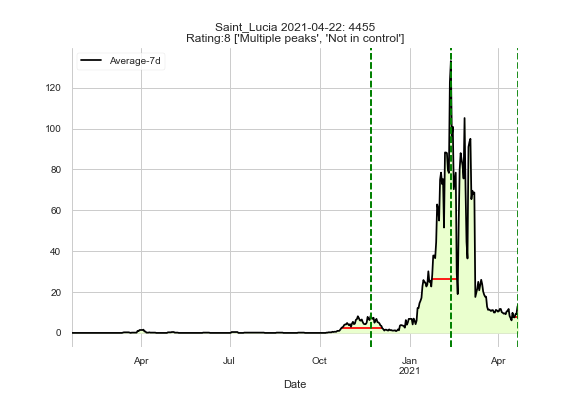 Saint_Lucia 2021-04-22: 4455
Rating:8 ['Multiple peaks', 'Not in control']
Average-7d
120
100
80
60
40
20
0
Apr
Jul
Oct
Jan
2021
Apr
Date